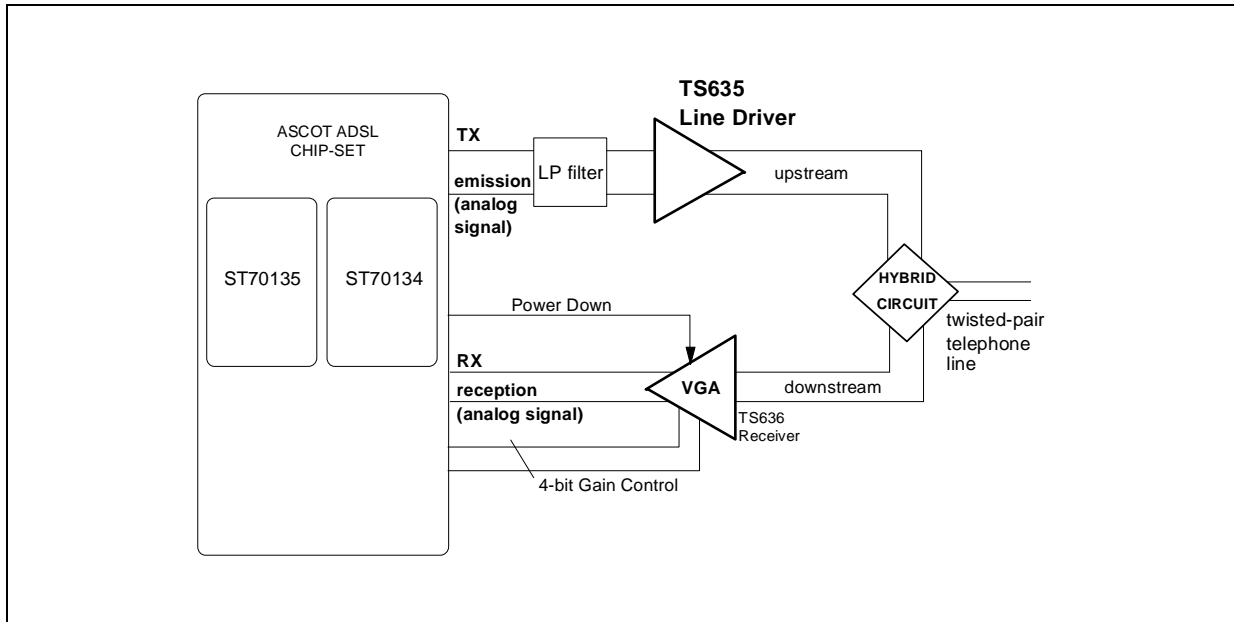 TS635
Line Driver
ASCOT ADSL
CHIP-SET
TX
LP filter
emission
(analog
signal)
upstream
ST70135
ST70134
HYBRID
CIRCUIT
Power Down
twisted-pair
telephone
line
RX
VGA
downstream
reception
(analog signal)
TS636
Receiver
4-bit Gain Control